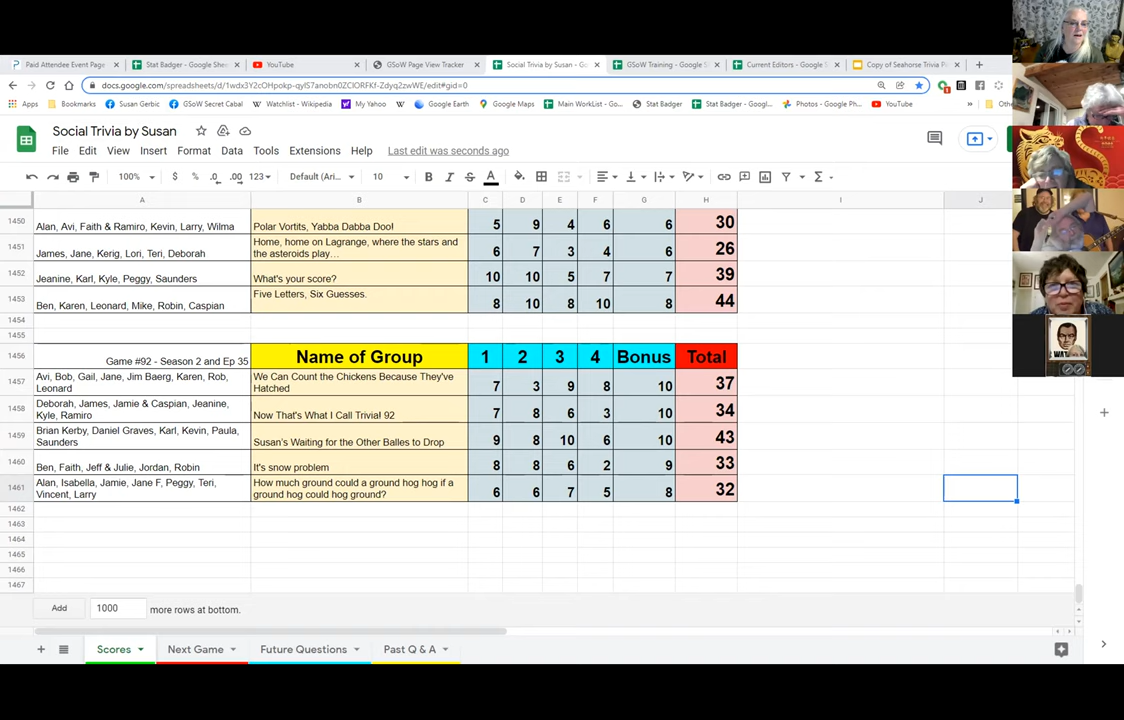 Paid Attendee Event Page
Stat Badger - Google Shee
YouTube
GSoW Page View Tracker
Social Trivia by Susan - Go
GSoW Training - Google S
Current Editors - Google S
Copy of Seahorse Trivia P
docs.google.com/spreadsheets/d/1wdx3Y2cOHpokp-qyIS7anobn0ZClORFKf-Zdyq2zwWE/edit#gid=0
Apps Bookmarks Susan Gerbic GSoW Secret Cabal Watchlist - Wikipedia My Yahoo Google Earth Google Maps Main WorkList - Go... Stat Badger Stat Badger - Googl... Photos - Google Ph... YouTube »
Social Trivia by Susan
File Edit View Insert Format Data Tools Extensions Help Last edit was seconds ago
100% $ % .0 .00 123 Default (Ari... 10 B I S A
A B C D E F G H I J
1450 Alan, Avi, Faith & Ramiro, Kevin, Larry, Wilma Polar Vortits, Yabba Dabba Doo! 5 9 4 6 6 30
Home, home on Lagrange, where the stars and
1451 James, Jane, Kerig, Lori, Teri, Deborah the asteroids play… 6 7 3 4 6 26
1452 Jeanine, Karl, Kyle, Peggy, Saunders What's your score? 10 10 5 7 7 39
1453 Ben, Karen, Leonard, Mike, Robin, Caspian Five Letters, Six Guesses. 8 10 8 10 8 44
1454
1455
1456 Game #92 - Season 2 and Ep 35 Name of Group 1 2 3 4 Bonus Total
Avi, Bob, Gail, Jane, Jim Baerg, Karen, Rob, We Can Count the Chickens Because They've
1457 Leonard Hatched 7 3 9 8 10 37
Deborah, James, Jamie & Caspian, Jeanine,
1458 Kyle, Ramiro Now That's What I Call Trivia! 92 7 8 6 3 10 34
Brian Kerby, Daniel Graves, Karl, Kevin, Paula,
1459 Saunders Susan's Waiting for the Other Balles to Drop 9 8 10 6 10 43
1460 Ben, Faith, Jeff & Julie, Jordan, Robin It's snow problem 8 8 6 2 9 33
Alan, Isabella, Jamie, Jane F, Peggy, Teri, How much ground could a ground hog hog if a
1461 Vincent, Larry ground hog could hog ground? 6 6 7 5 8 32
1462
1463
1464
1465
1466
1467
Add 1000 more rows at bottom.
Scores Next Game Future Questions Past Q & A